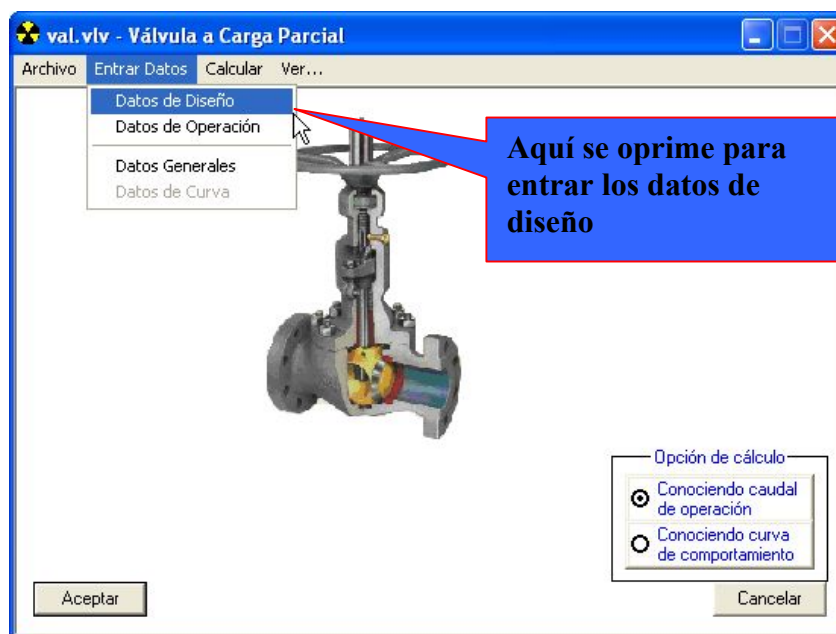 val.vlv - Válvula a Carga Parcial
Archivo Entrar Datos Calcular Ver...
Datos de Diseño
Datos de Operación
Datos Generales
Datos de Curva
Aquí se oprime para
entrar los datos de
diseño
Opción de cálculo
Conociendo caudal
de operación
Conociendo curva
de comportamiento
Aceptar
Cancelar